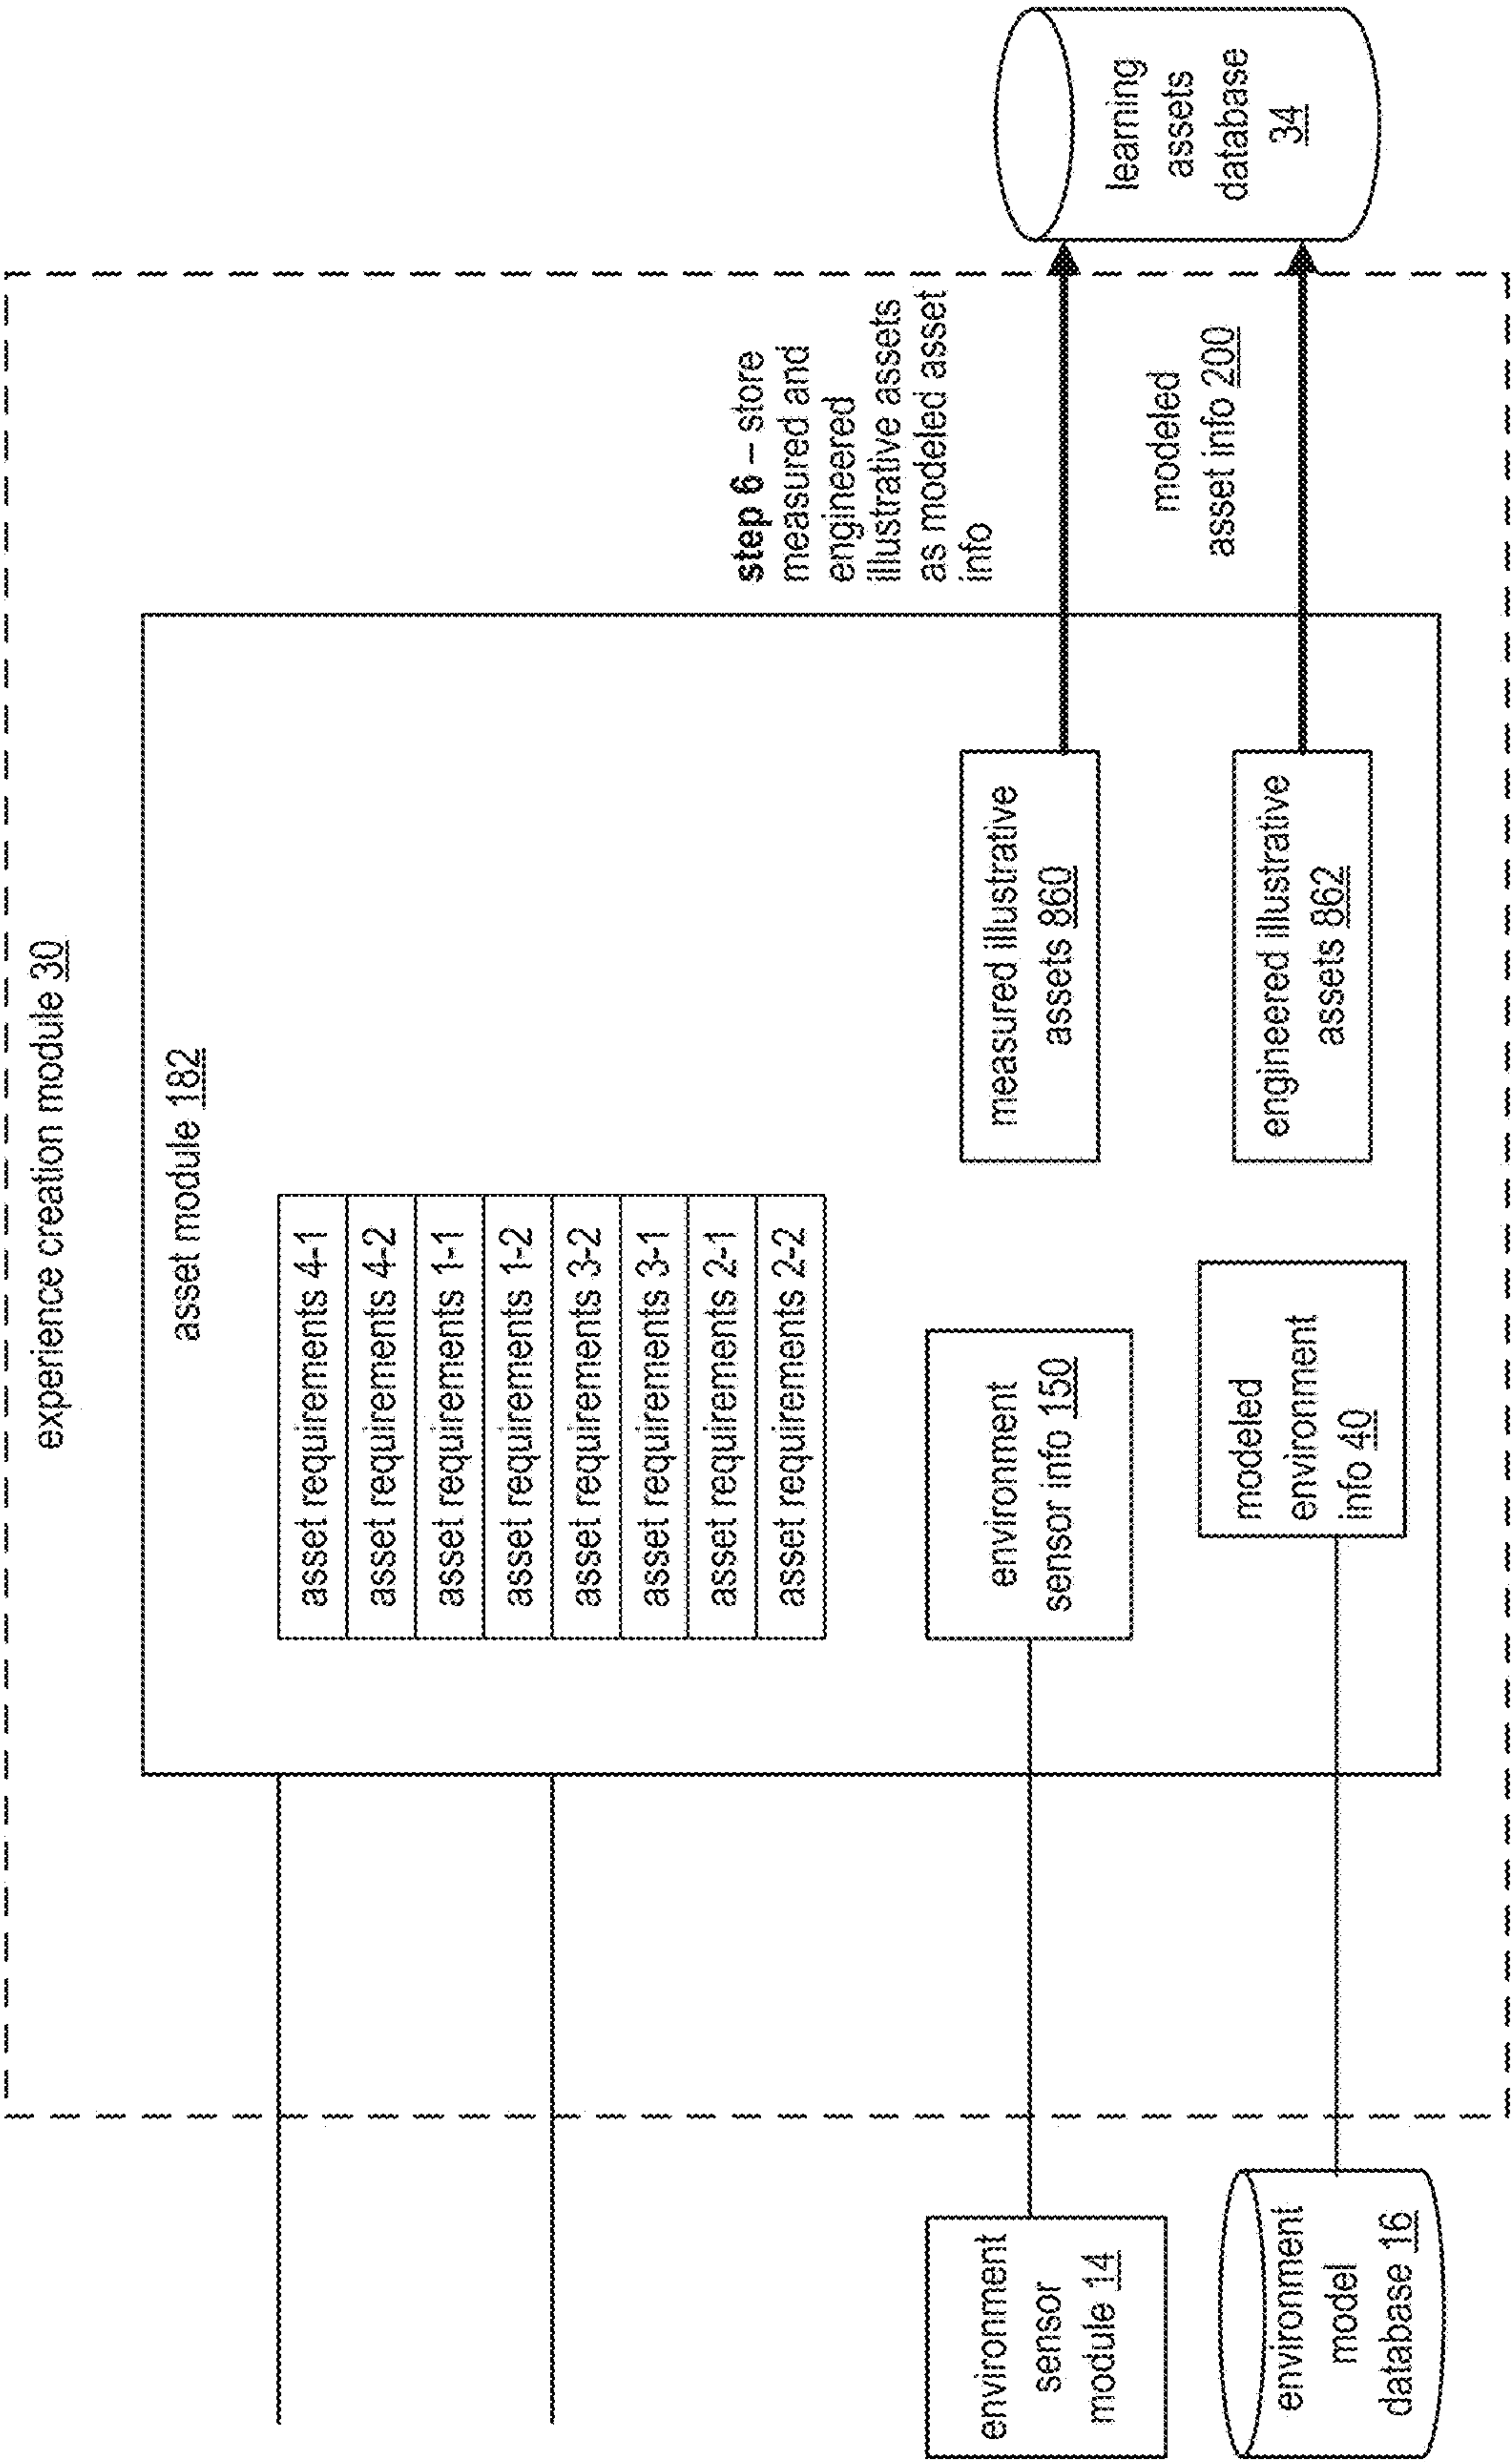 experience creation module 30
asset module 182
asset requirements 4-1
asset requirements 4-2
asset requirements 1-1
asset requirements 1-2
asset requirements 3-2
asset requirements 3-1
asset requirements 2-1
asset requirements 2-2
step 6 – store
measured and
engineered
illustrative assets
as modeled asset
info
environment
sensor
module 14
environment
sensor info 150
measured illustrative
assets 860
modeled
asset info 200
learning
assets
database
34
environment
model
database 16
modeled
environment
info 40
engineered illustrative
assets 862